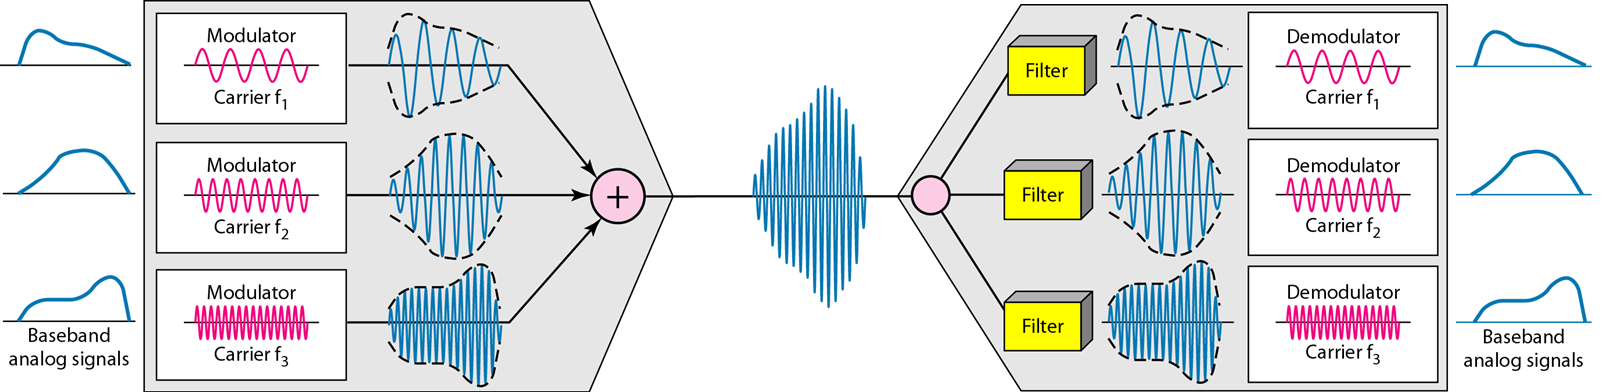 Modulator
Carrier f1
Modulator
Carrier f2
Modulator
Carrier f3
Baseband
analog signals
+
Filter
Filter
Filter
Demodulator
Carrier f1
Demodulator
Carrier f2
Demodulator
Carrier f3
Baseband
analog signals